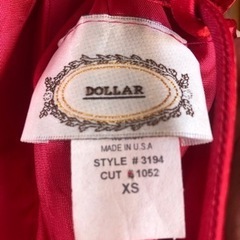 DOLLAR
MADE IN U.S.A
STYLE # 3194
CUT # 1052
XS